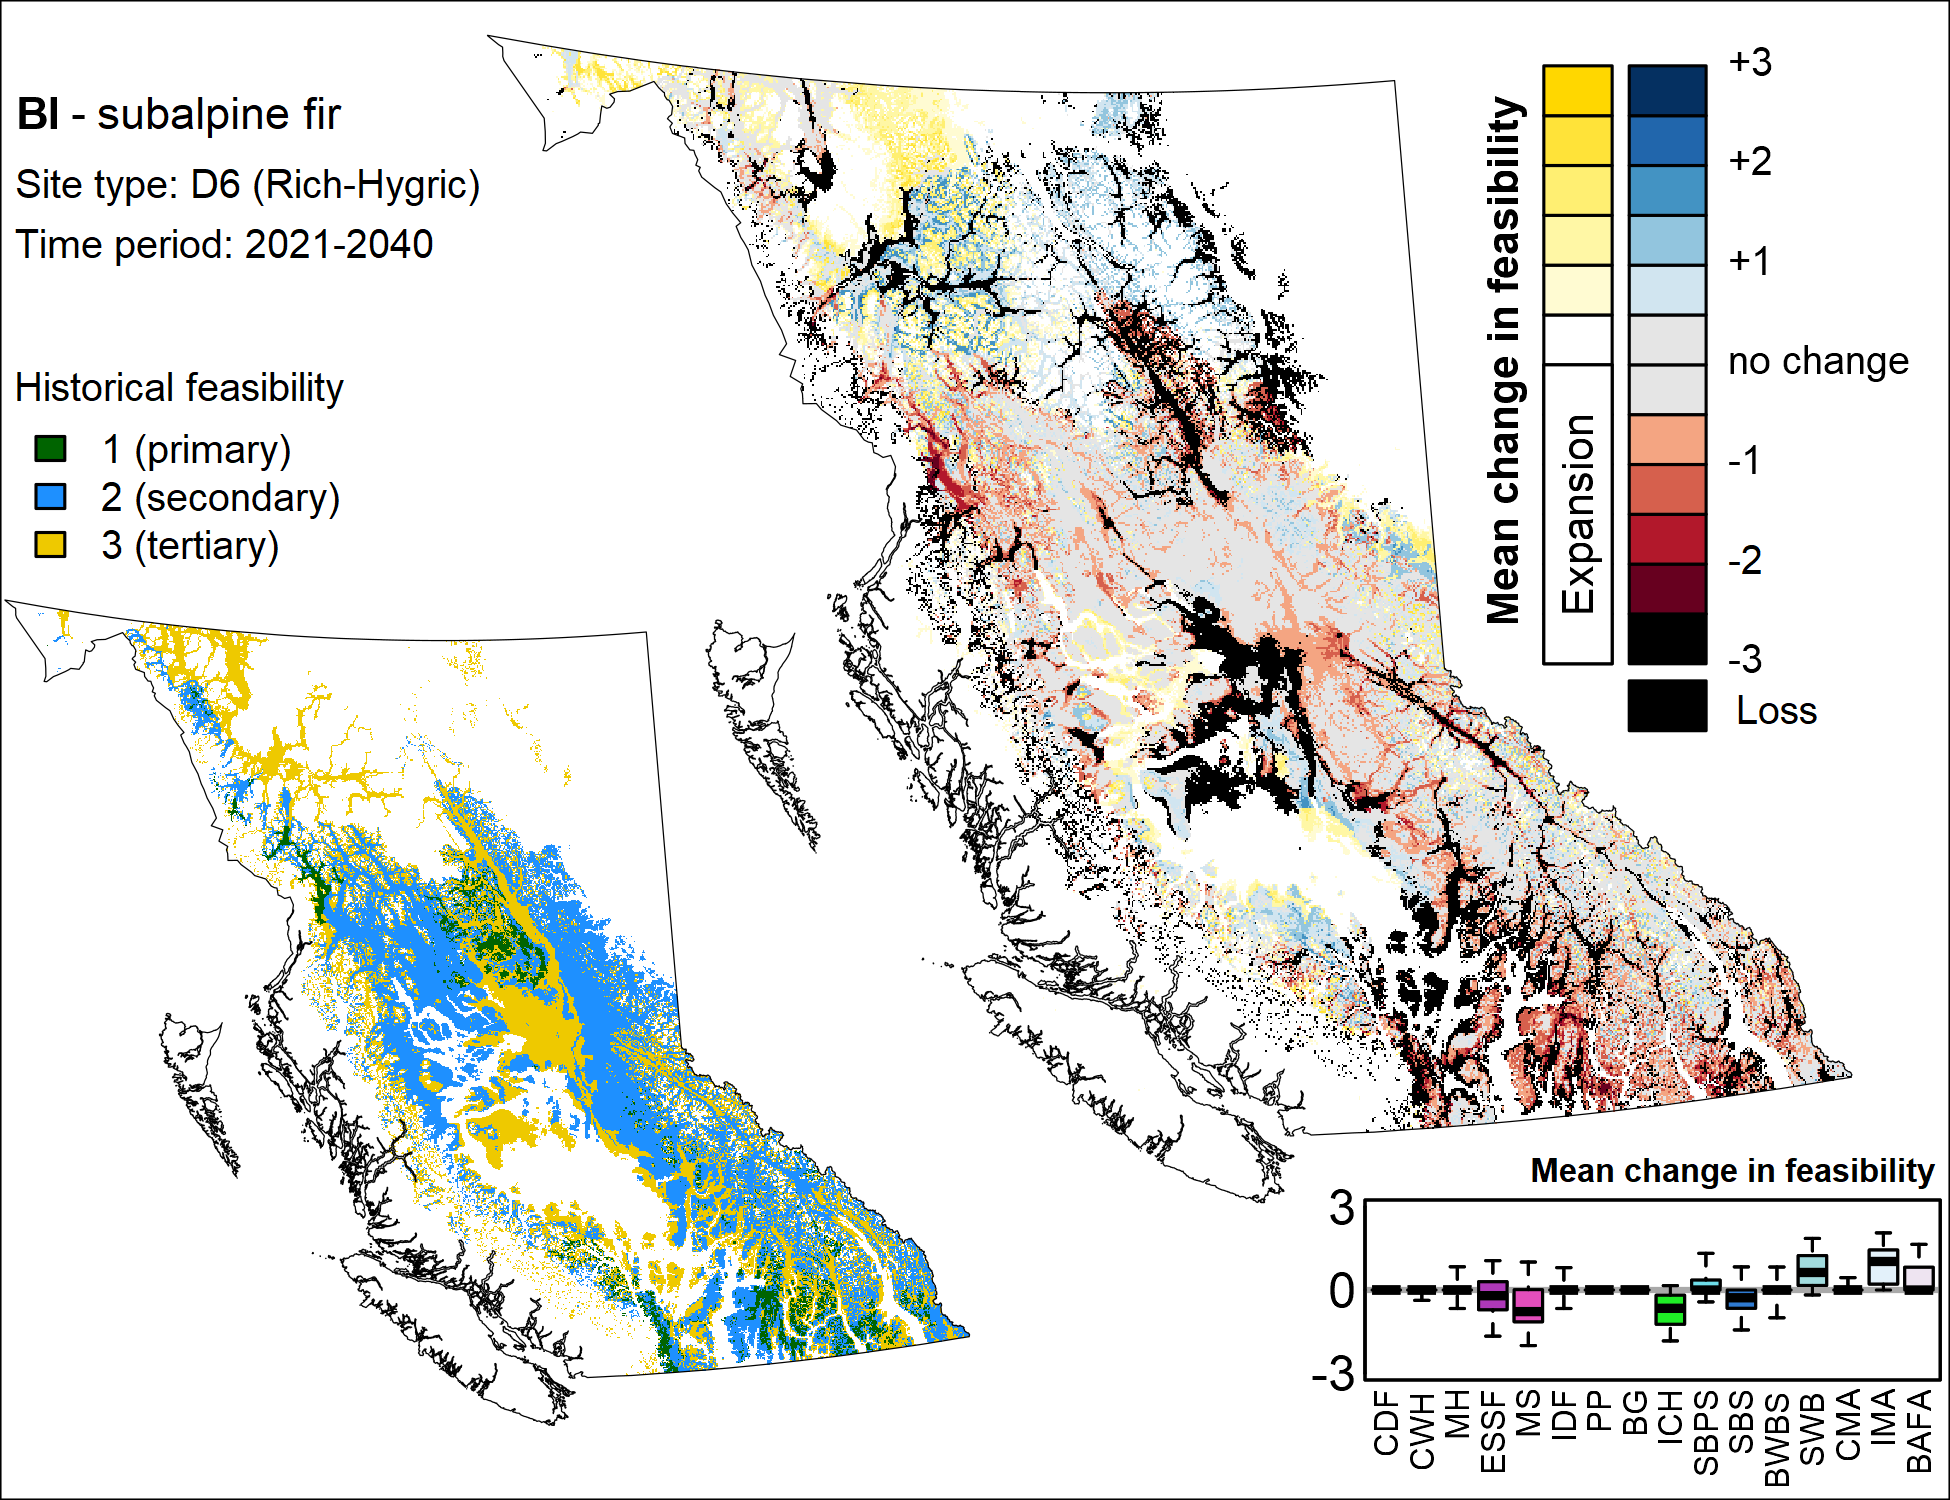 Bl - subalpine fir
Site type: D6 (Rich-Hygric)
Time period: 2021-2040
Historical feasibility
1 (primary)
2 (secondary)
3 (tertiary)
Mean change in feasibility
Expansion
+3
+2
+1
no change
-1
-2
-3
Loss
Mean change in feasibility
3
0
-3
CDF
CWH
MH
ESSF
MS
IDF
PP
BG
ICH
SBPS
SBS
BWBS
SWB
CMA
IMA
BAFA